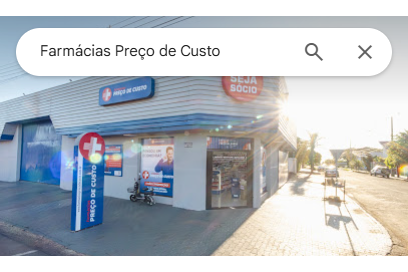 Farmácias Preço de Custo
PREÇO DE CUSTO
SEJA
SÓCIO
PREÇO DE CUSTO